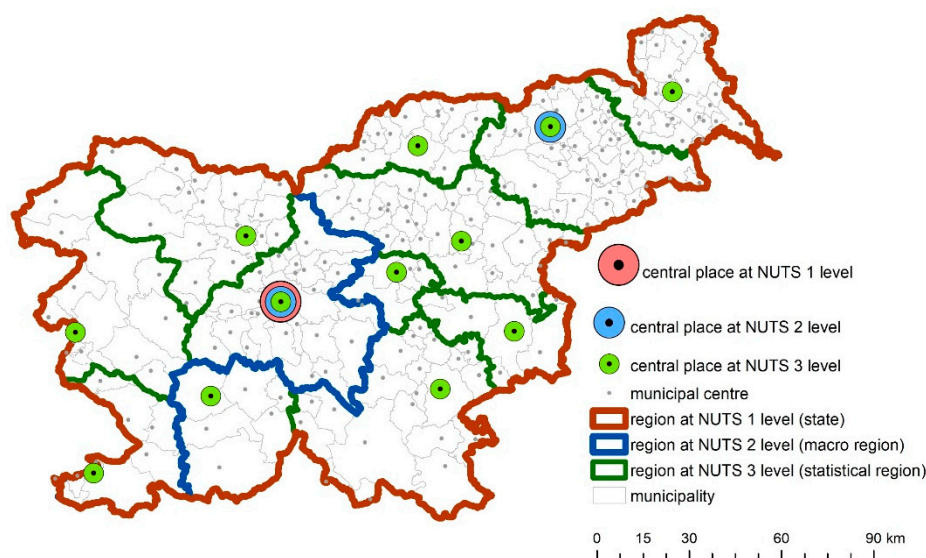 central place at NUTS 1 level
central place at NUTS 2 level
central place at NUTS 3 level
municipal centre
region at NUTS 1 level (state)
region at NUTS 2 level (macro region)
region at NUTS 3 level (statistical region)
municipality
0 15 30 60 90 km